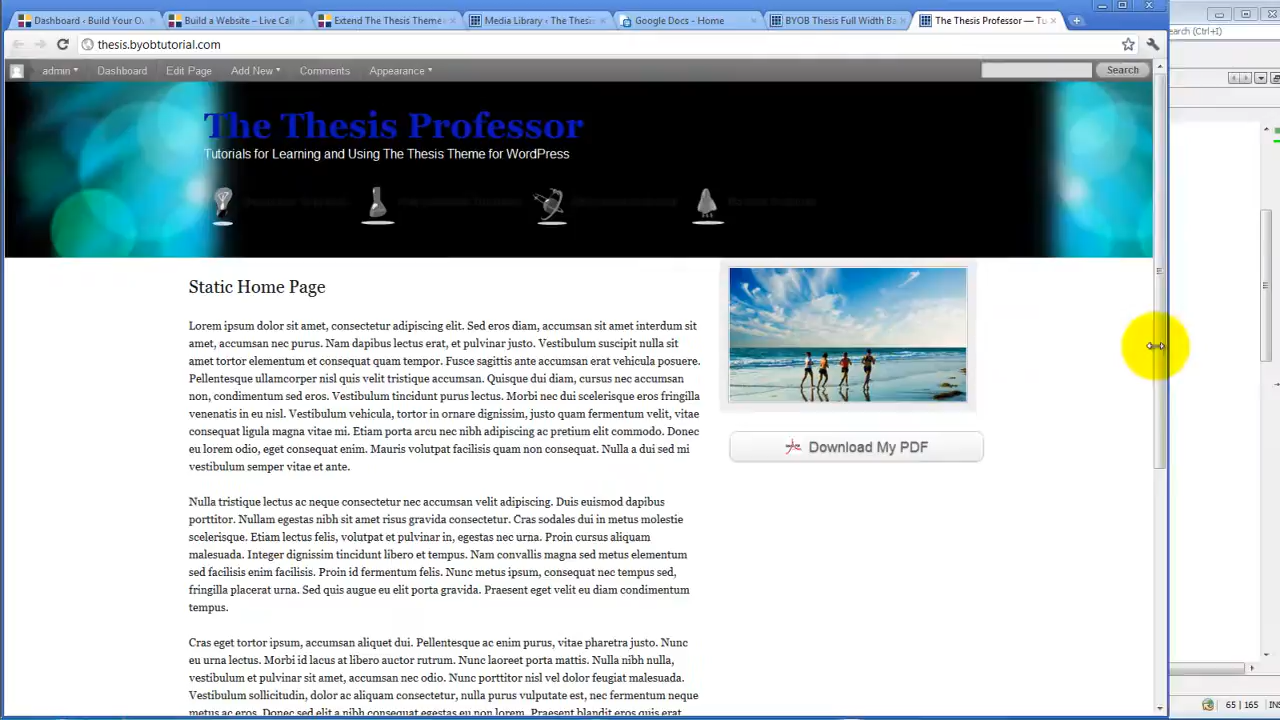 Dashboard - Build Your Ov
Build a Website – Live Cal
Extend The Thesis Theme
Media Library ‹ The Thesis
Google Docs - Home
BYOB Thesis Full Width Ba
The Thesis Professor — Tu
thesis.byobtutorial.com
earch (Ctrl+I)
admin
Dashboard
Edit Page
Add New
Comments
Appearance
Search
The Thesis Professor
Tutorials for Learning and Using The Thesis Theme for WordPress
Static Home Page
Lorem ipsum dolor sit amet, consectetur adipiscing elit. Sed eros diam, accumsan sit amet interdum sit
amet, accumsan nec purus. Nam dapibus lectus erat, et pulvinar justo. Vestibulum suscipit nulla sit
amet tortor elementum et consequat quam tempor. Fusce sagittis ante accumsan erat vehicula posuere.
Pellentesque ullamcorper nisl quis velit tristique accumsan. Quisque dui diam, cursus nec accumsan
non, condimentum sed eros. Vestibulum tincidunt purus lectus. Morbi nec dui scelerisque eros fringilla
venenatis in eu nisl. Vestibulum vehicula, tortor in ornare dignissim, justo quam fermentum velit, vitae
consequat ligula magna vitae mi. Etiam porta arcu nec nibh adipiscing ac pretium elit commodo. Donec
eu lorem odio, eget consequat enim. Mauris volutpat facilisis quam non consequat. Nulla a dui sed mi
vestibulum semper vitae et ante.
Download My PDF
Nulla tristique lectus ac neque consectetur nec accumsan velit adipiscing. Duis euismod dapibus
porttitor. Nullam egestas nibh sit amet risus gravida consectetur. Cras sodales dui in metus molestie
scelerisque. Etiam lectus felis, volutpat et pulvinar in, egestas nec urna. Proin cursus aliquam
malesuada. Integer dignissim tincidunt libero et tempus. Nam convallis magna sed metus elementum
sed facilisis enim facilisis. Proin id fermentum felis. Nunc metus ipsum, consequat nec tempus sed,
fringilla placerat urna. Sed quis augue eu elit porta gravida. Praesent eget velit eu diam condimentum
tempus.
Cras eget tortor ipsum, accumsan aliquet dui. Pellentesque ac enim purus, vitae pharetra justo. Nunc
eu urna lectus. Morbi id lacus at libero auctor rutrum. Nunc laoreet porta mattis. Nulla nibh nulla,
vestibulum et pulvinar sit amet, accumsan nec odio. Nunc porttitor nisl vel dolor feugiat malesuada.
Vestibulum sollicitudin, dolor ac aliquam consectetur, nulla purus vulputate est, nec fermentum neque
metus ac eros. Donec sed elit a nibh commodo
65 | 165
INS